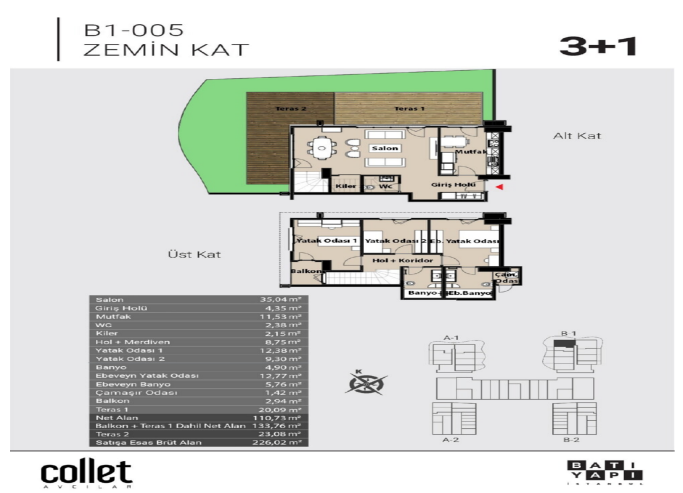 B1-005
ZEMİN KAT
3+1
Teras 2
Teras 1
Alt Kat
Salon
Mutfak
Kiler
Wc
Giriş Holü
Üst Kat
Yatak Odası 1
Yatak Odası 2
Eb. Yatak Odası
Hol + Koridor
Balkon
Banyo
Eb.Banyo
Çam. Odası
Salon 35,04 m²
Giriş Holü 4,35 m²
Mutfak 11,53 m²
WC 2,38 m²
Kiler 2,15 m²
Hol + Merdiven 8,75 m²
Yatak Odası 1 12,38 m²
Yatak Odası 2 9,30 m²
Banyo 4,90 m²
Ebeveyn Yatak Odası 12,77 m²
Ebeveyn Banyo 5,76 m²
Çamaşır Odası 1,42 m²
Balkon 2,94 m²
Teras 1 20,09 m²
Net Alan 110,73 m²
Balkon + Teras 1 Dahil Net Alan 133,76 m²
Teras 2 23,08 m²
Satışa Esas Brüt Alan 226,02 m²
K
A-1
B-1
A-2
B-2
collet
AVCILAR
BATI
YAPI
İSTANBUL